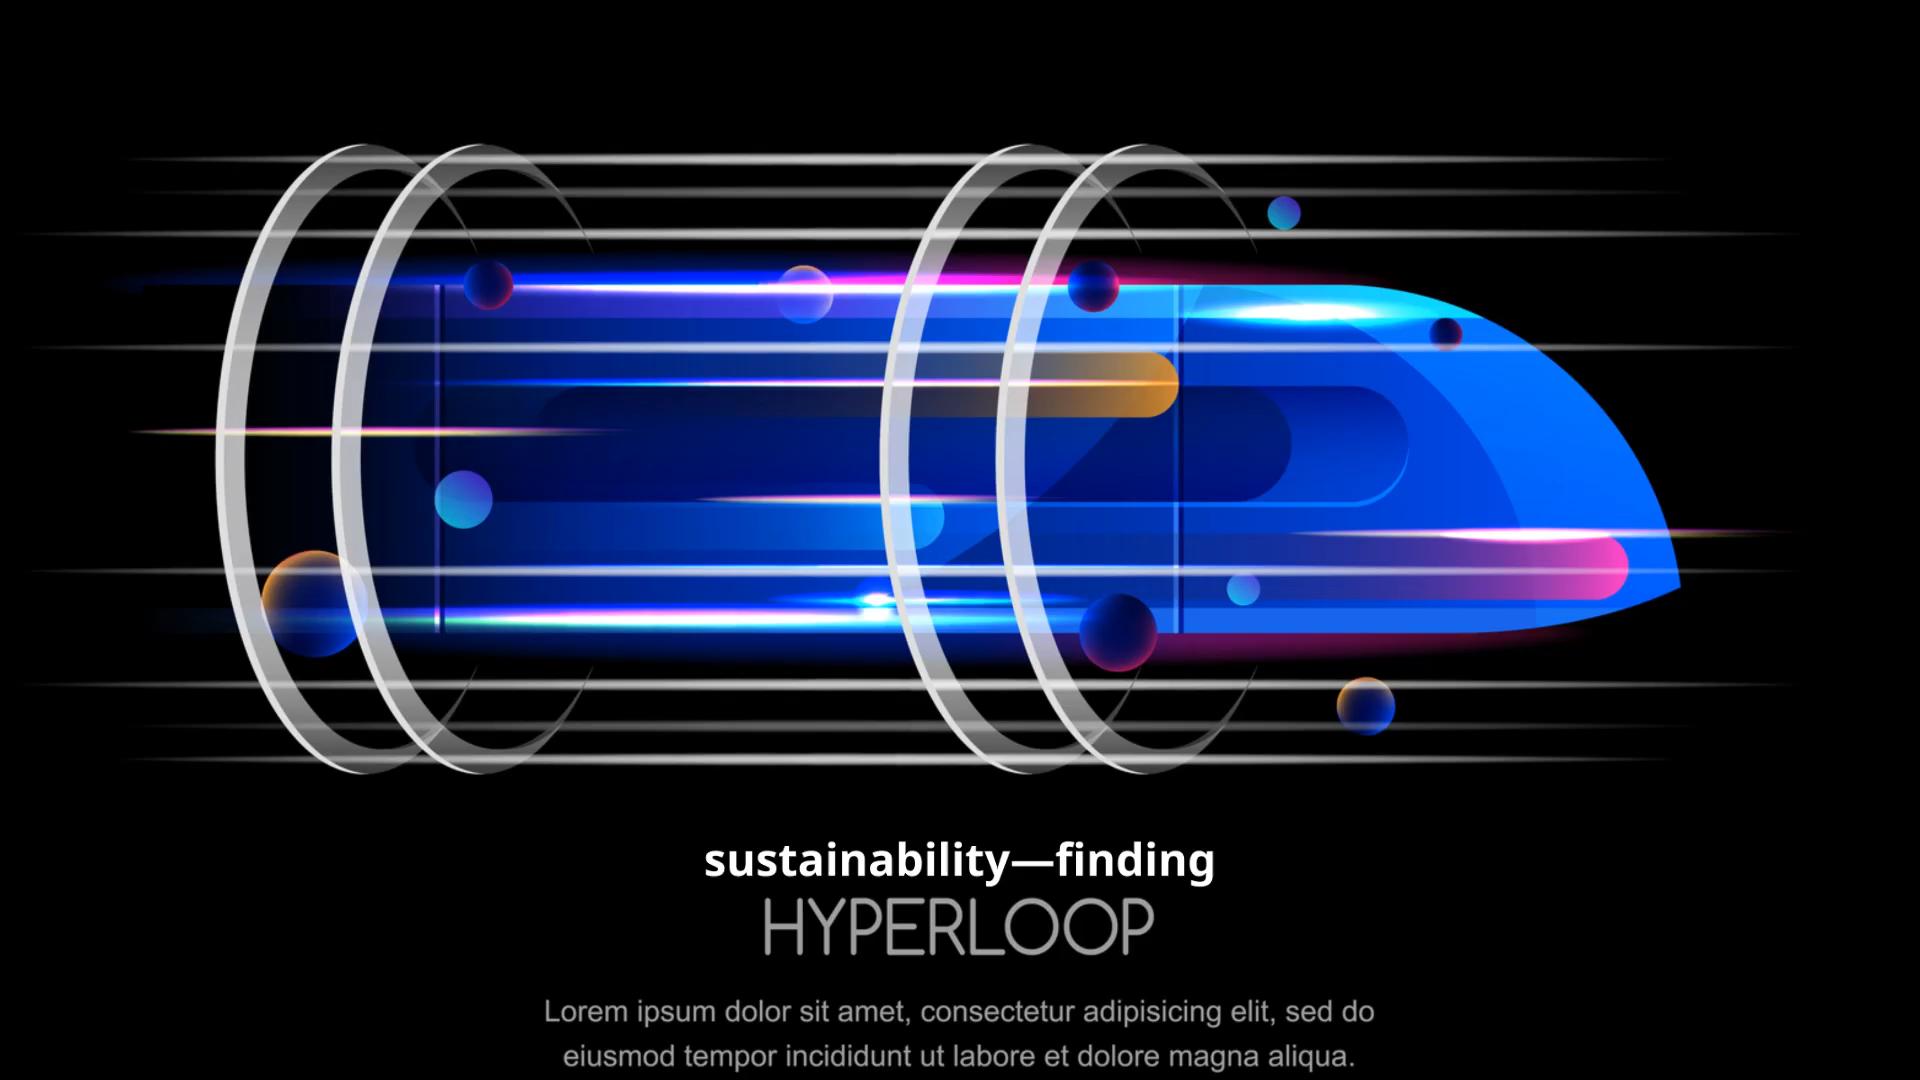 sustainability—finding
HYPERLOOP
Lorem ipsum dolor sit amet, consectetur adipisicing elit, sed do
eiusmod tempor incididunt ut labore et dolore magna aliqua.